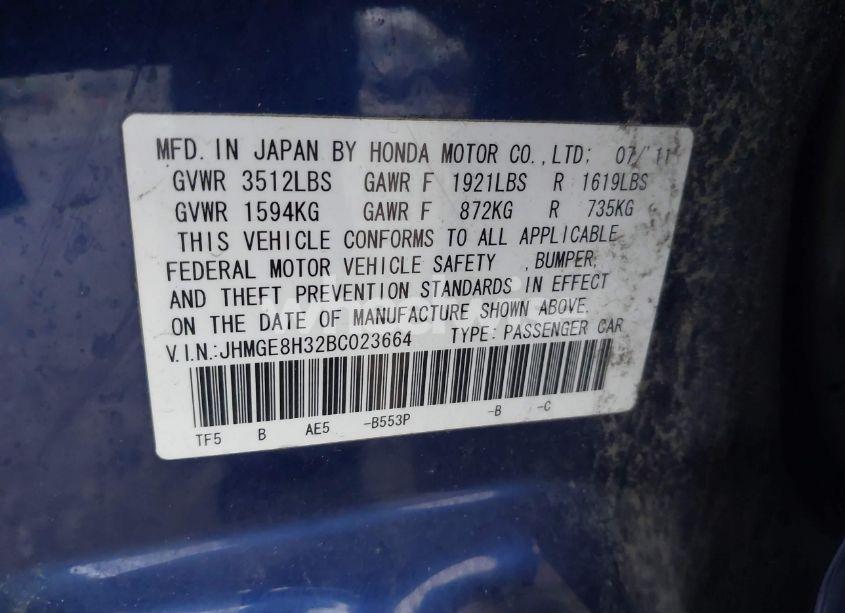 MFD. IN JAPAN BY HONDA MOTOR CO.,LTD; 07/'11
GVWR 3512LBS GAWR F 1921LBS R 1619LBS
GVWR 1594KG GAWR F 872KG R 735KG
THIS VEHICLE CONFORMS TO ALL APPLICABLE
FEDERAL MOTOR VEHICLE SAFETY ,BUMPER,
AND THEFT PREVENTION STANDARDS IN EFFECT
ON THE DATE OF MANUFACTURE SHOWN ABOVE.
V.I.N:JHMGE8H32BC023664 TYPE:PASSENGER CAR
TF5 B AE5 -B553P -B -C